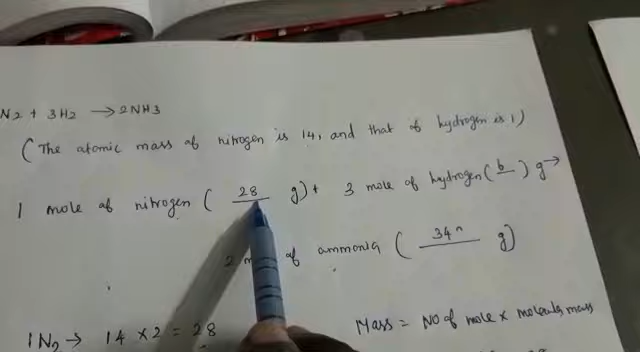 N2 + 3H2 → 2NH3
(The atomic mass of nitrogen is 14, and that of hydrogen is 1)
1 mole of nitrogen ( 28 g) + 3 mole of hydrogen ( 6 ) g →
2 of ammonia ( 34 g)
1N2 → 14 × 2 = 28
Mass = NO of mole × molecular mass